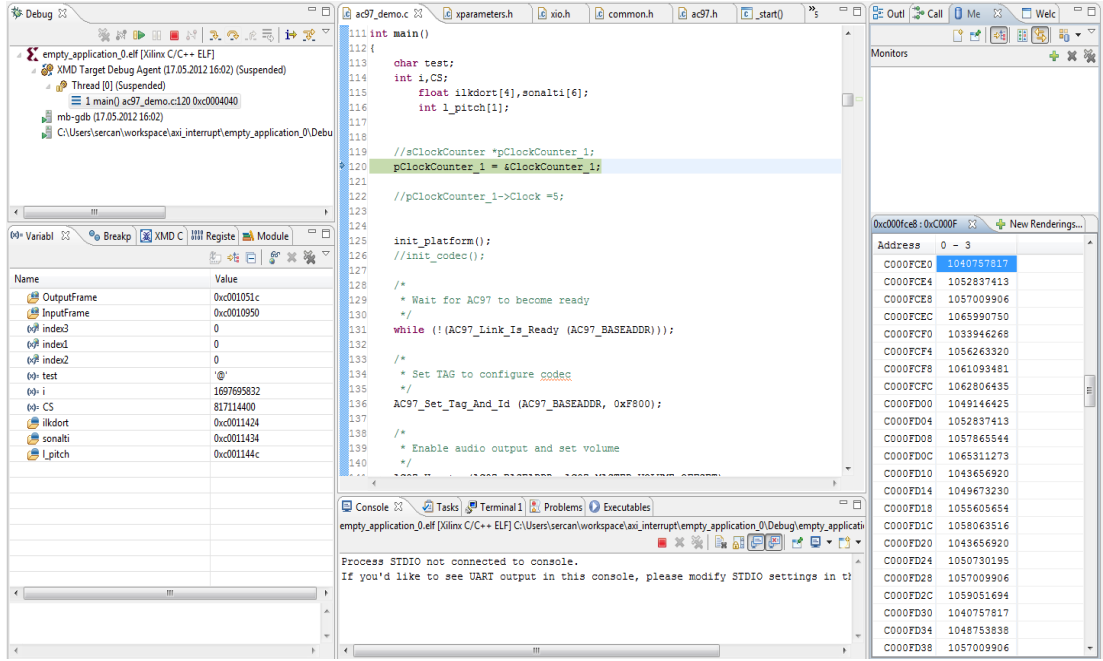 Debug
empty_application_0.elf [Xilinx C/C++ ELF]
XMD Target Debug Agent (17.05.2012 16:02) (Suspended)
Thread [0] (Suspended)
1 main() ac97_demo.c:120 0xc0004040
mb-gdb (17.05.2012 16:02)
C:\Users\sercan\workspace\axi_interrupt\empty_application_0\Debu
Variabl Breakp XMD C Registe Module
Name Value
OutputFrame 0xc001051c
InputFrame 0xc0010950
index3 0
index1 0
index2 0
test '@'
i 1697695832
CS 817114400
ilkdort 0xc0011424
sonalti 0xc0011434
l_pitch 0xc001144c
ac97_demo.c xparameters.h xio.h common.h ac97.h _start() 5
111 int main()
112 {
113 char test;
114 int i,CS;
115 float ilkdort[4],sonalti[6];
116 int l_pitch[1];
117
118
119 //sClockCounter *pClockCounter_1;
120 pClockCounter_1 = &ClockCounter_1;
121
122 //pClockCounter_1->Clock =5;
123
124
125 init_platform();
126 //init_codec();
127
128 /*
129 * Wait for AC97 to become ready
130 */
131 while (!(AC97_Link_Is_Ready (AC97_BASEADDR)));
132
133 /*
134 * Set TAG to configure codec
135 */
136 AC97_Set_Tag_And_Id (AC97_BASEADDR, 0xF800);
137
138 /*
139 * Enable audio output and set volume
140 */
Console Tasks Terminal 1 Problems Executables
empty_application_0.elf [Xilinx C/C++ ELF] C:\Users\sercan\workspace\axi_interrupt\empty_application_0\Debug\empty_applicati
Process STDIO not connected to console.
If you'd like to see UART output in this console, please modify STDIO settings in th
Outl Call Me Welc
Monitors
0xc000fce8 : 0xC000F New Renderings...
Address 0 - 3
C000FCE0 1040757817
C000FCE4 1052837413
C000FCE8 1057009906
C000FCEC 1065990750
C000FCF0 1033946268
C000FCF4 1056263320
C000FCF8 1061093481
C000FCFC 1062806435
C000FD00 1049146425
C000FD04 1052837413
C000FD08 1057865544
C000FD0C 1065311273
C000FD10 1043656920
C000FD14 1049673230
C000FD18 1055605654
C000FD1C 1058063516
C000FD20 1043656920
C000FD24 1050730195
C000FD28 1057009906
C000FD2C 1059051694
C000FD30 1040757817
C000FD34 1048753838
C000FD38 1057009906